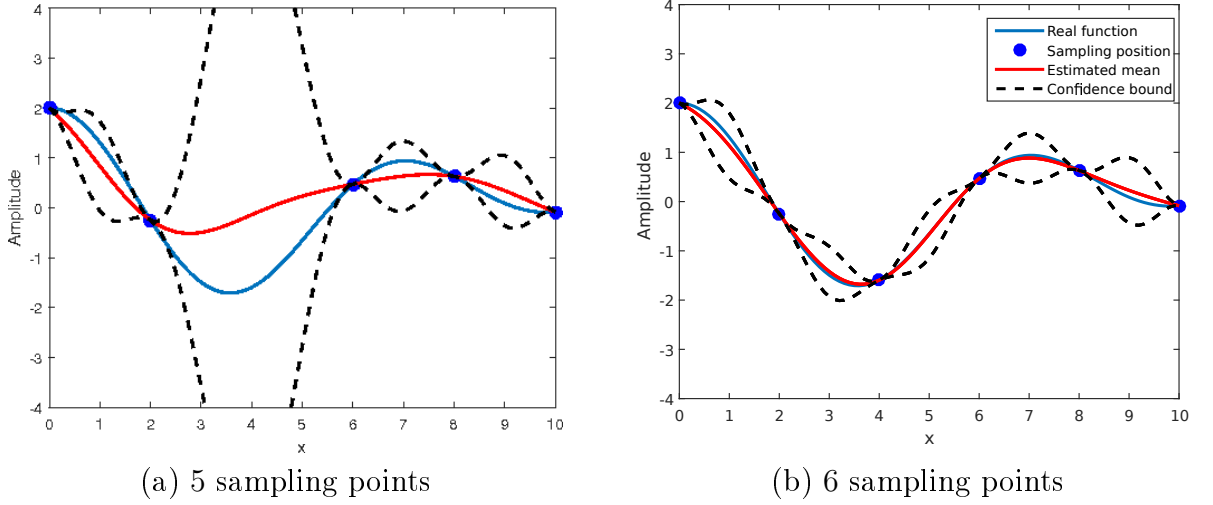 4
3
2
1
0
-1
-2
-3
-4
Amplitude
0 1 2 3 4 5 6 7 8 9 10
x
(a) 5 sampling points
4
3
2
1
0
-1
-2
-3
-4
Amplitude
Real function
Sampling position
Estimated mean
Confidence bound
0 1 2 3 4 5 6 7 8 9 10
x
(b) 6 sampling points